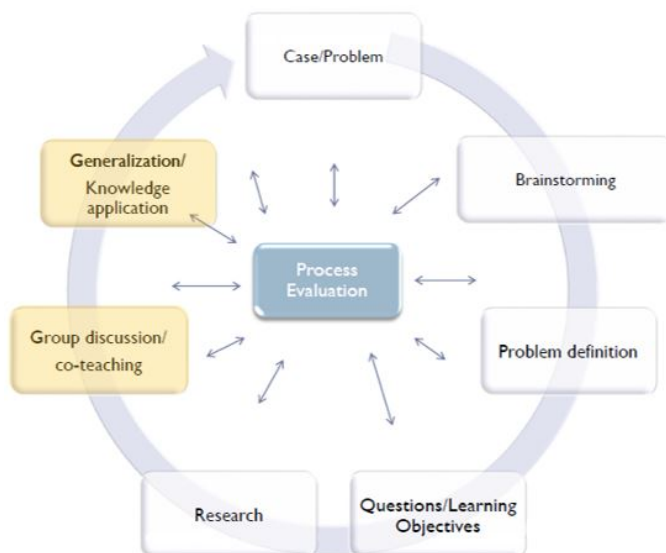 Case/Problem
Brainstorming
Problem definition
Questions/Learning
Objectives
Research
Group discussion/
co-teaching
Generalization/
Knowledge
application
Process
Evaluation